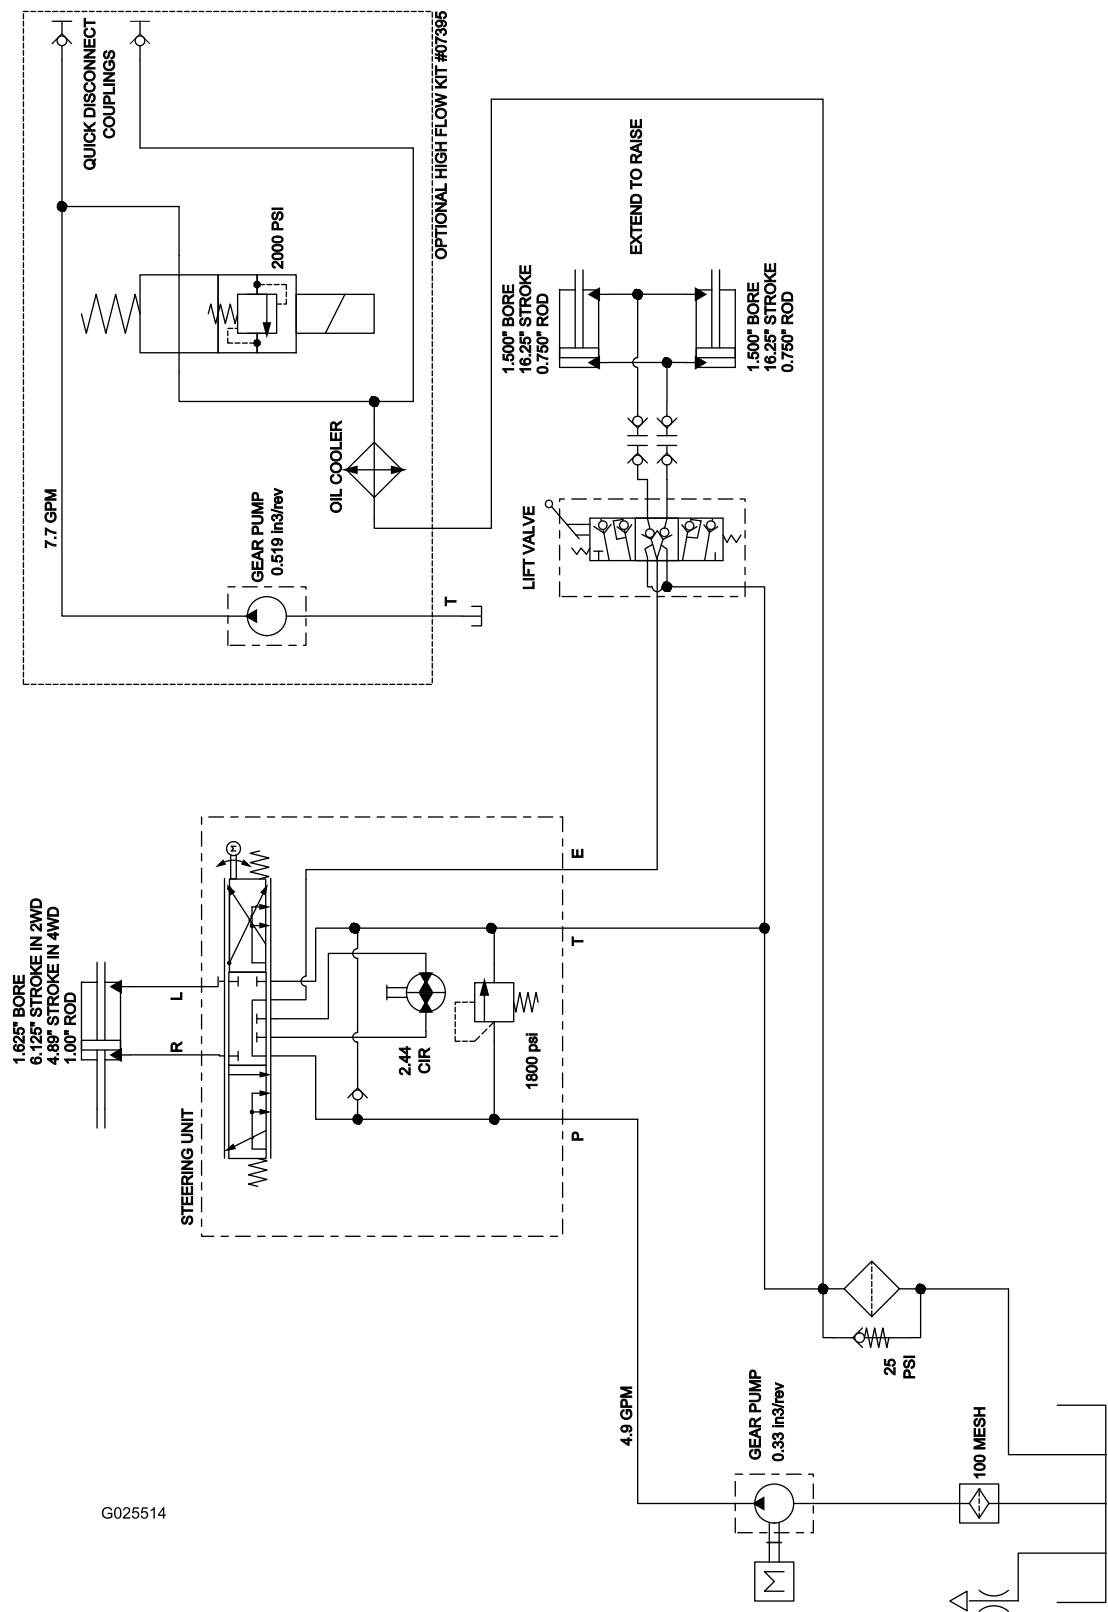 QUICK DISCONNECT
COUPLINGS
OPTIONAL HIGH FLOW KIT #07395
2000 PSI
7.7 GPM
OIL COOLER
GEAR PUMP
0.519 in3/rev
T
EXTEND TO RAISE
1.500" BORE
16.25" STROKE
0.750" ROD
1.500" BORE
16.25" STROKE
0.750" ROD
LIFT VALVE
1.625" BORE
6.125" STROKE IN 2WD
4.89" STROKE IN 4WD
1.00" ROD
L
R
M
STEERING UNIT
2.44
CIR
1800 psi
E
T
P
4.9 GPM
GEAR PUMP
0.33 in3/rev
25
PSI
100 MESH
M
G025514